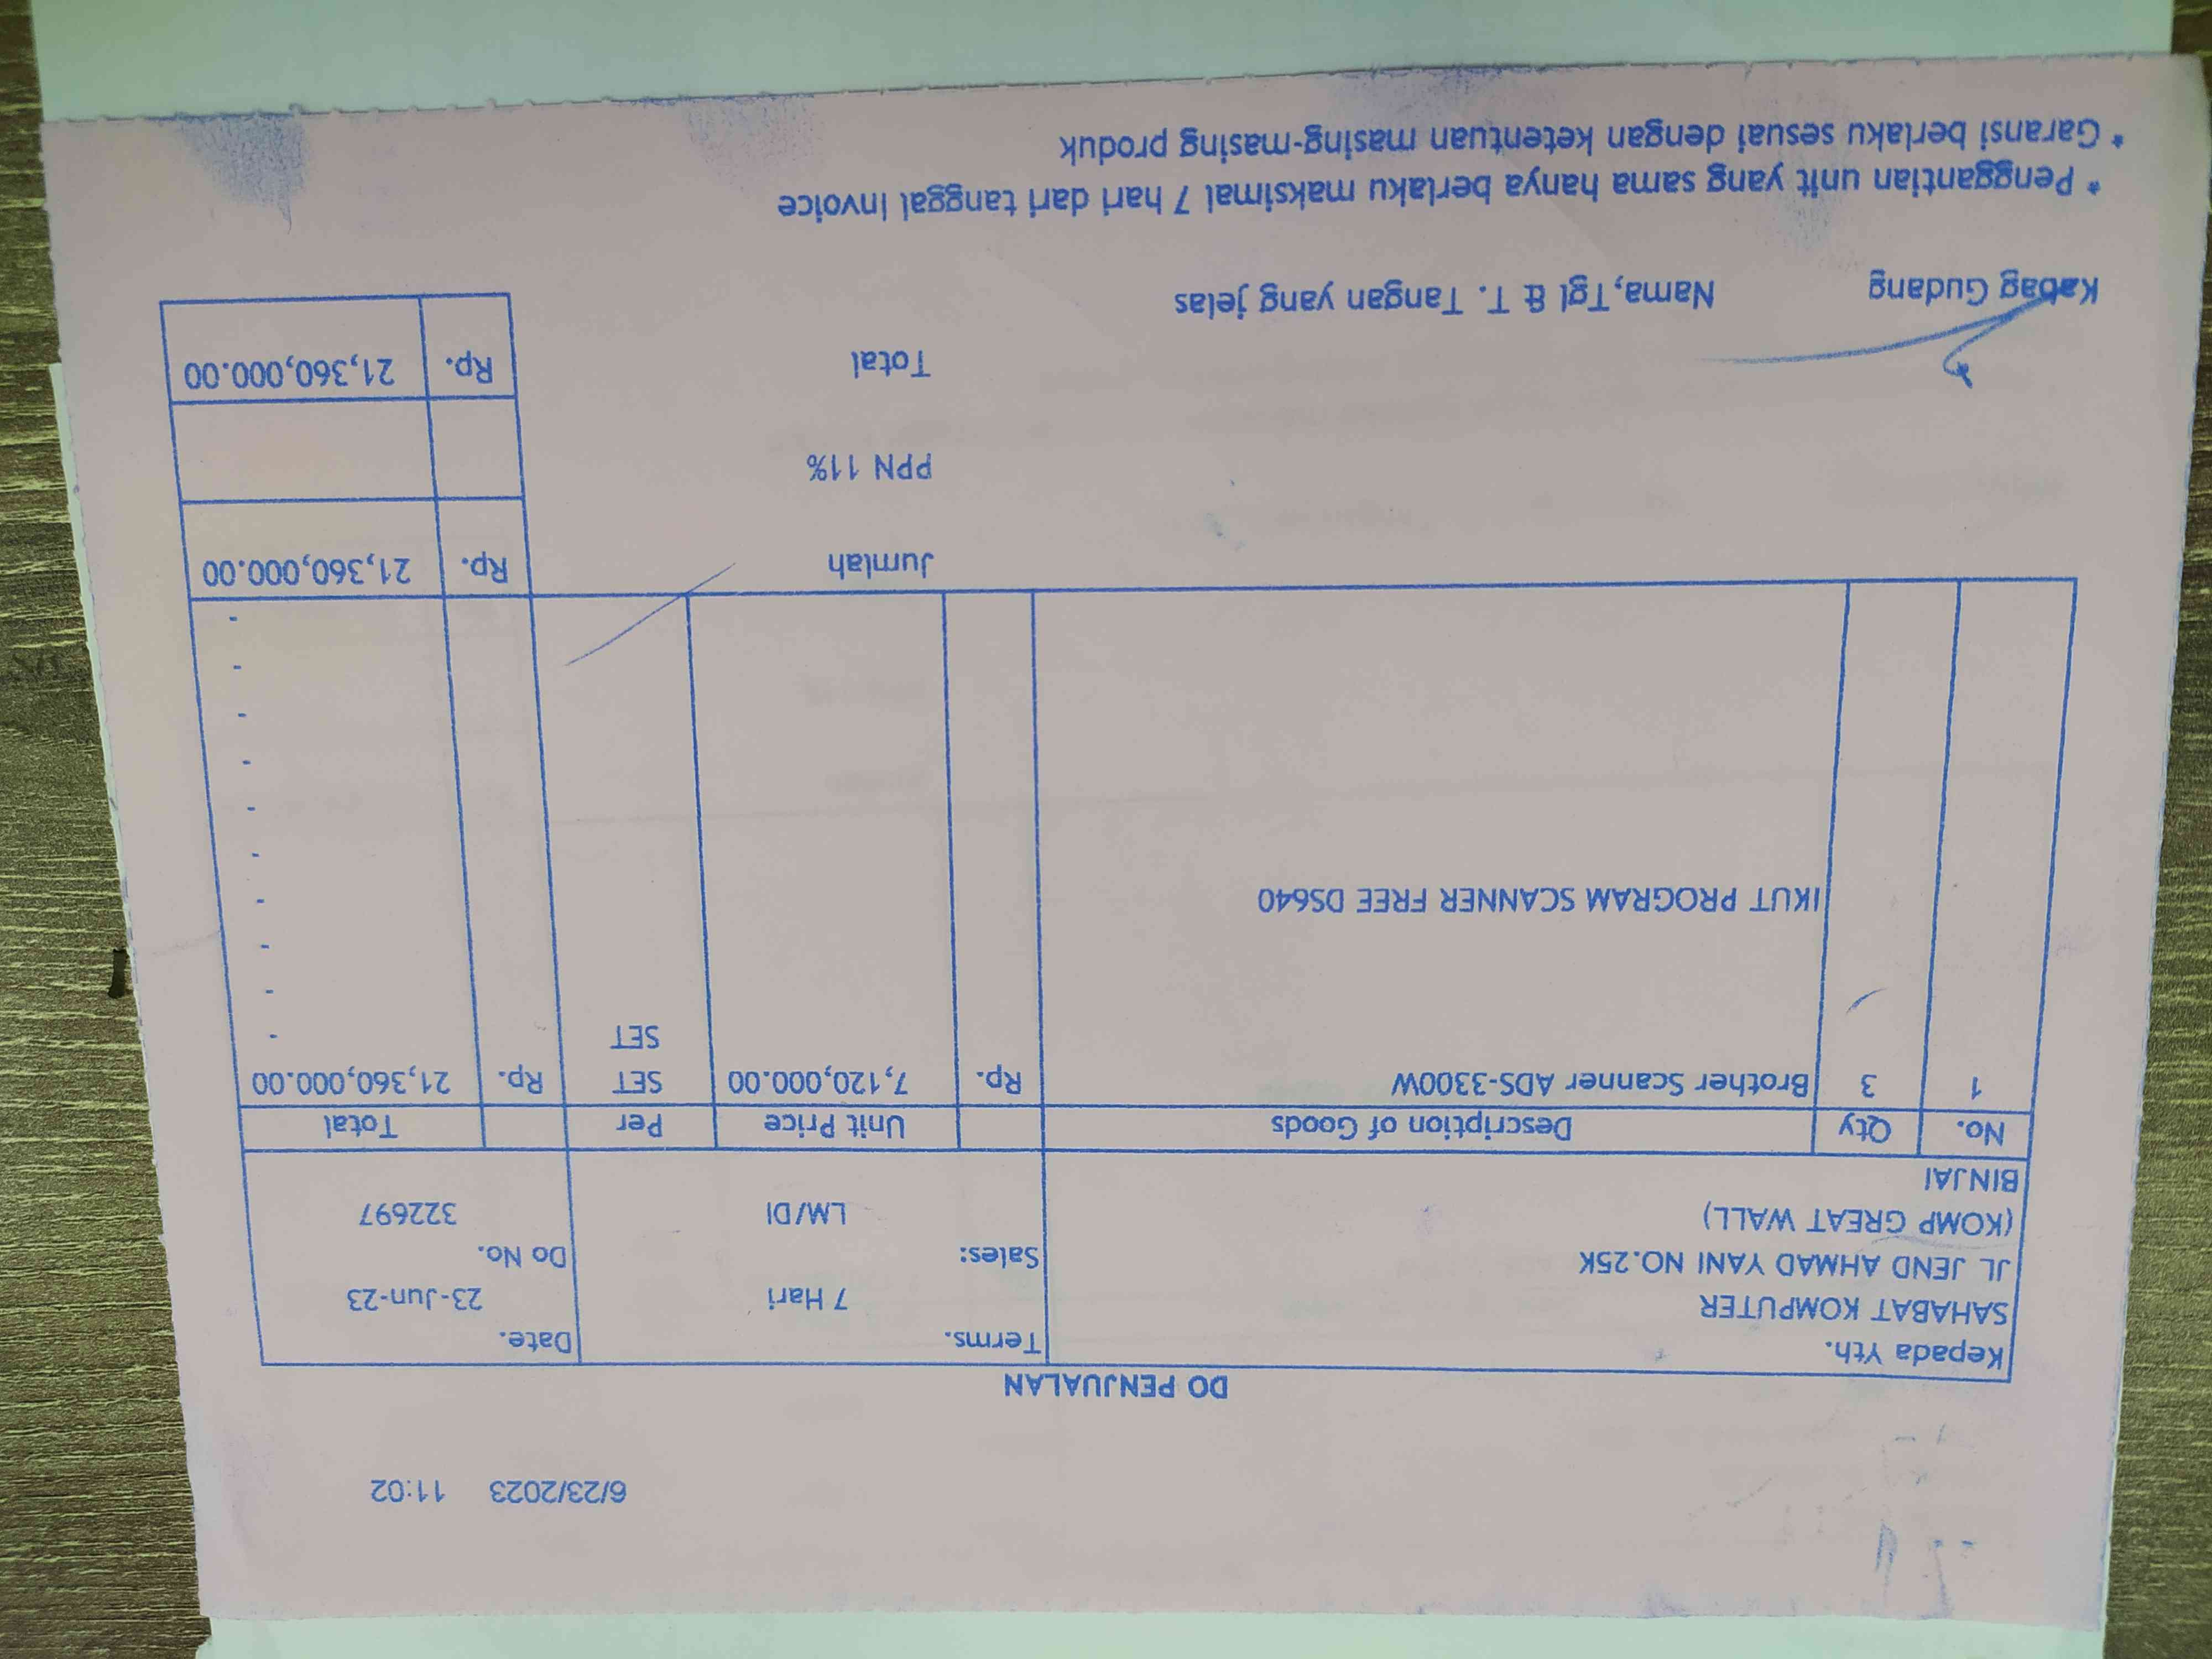 6/23/2023 11:02
DO PENJUALAN
Kepada Yth.
SAHABAT KOMPUTER
JL JEND AHMAD YANI NO.25K
(KOMP GREAT WALL)
BINJAI
Terms.
7 Hari
Sales:
LM/DI
Date.
23-Jun-23
Do No.
322697
No. Qty Description of Goods Unit Price Per Total
1 3 Brother Scanner ADS-3300W Rp. 7,120,000.00 SET Rp. 21,360,000.00
SET -
-
-
IKUT PROGRAM SCANNER FREE DS640 -
-
-
-
-
-
-
Jumlah Rp. 21,360,000.00
PPN 11%
Total Rp. 21,360,000.00
Kabag Gudang Nama,Tgl & T. Tangan yang jelas
* Penggantian unit yang sama hanya berlaku maksimal 7 hari dari tanggal Invoice
* Garansi berlaku sesuai dengan ketentuan masing-masing produk